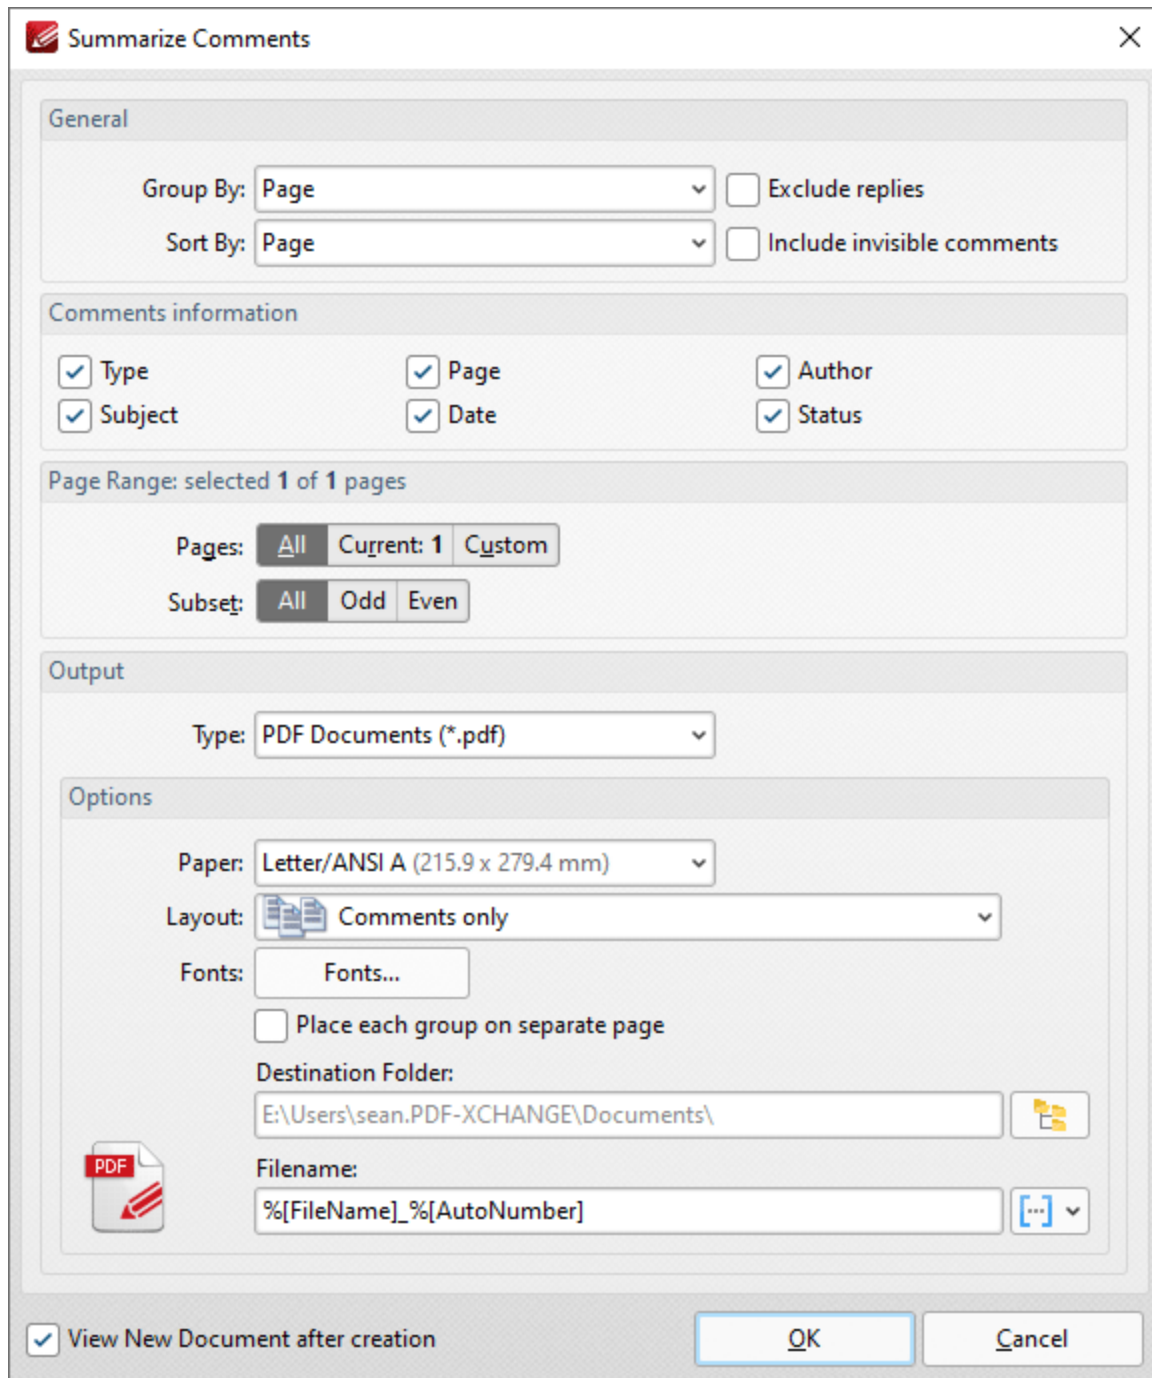 Summarize Comments
General
Group By: Page Exclude replies
Sort By: Page Include invisible comments
Comments information
Type Page Author
Subject Date Status
Page Range: selected 1 of 1 pages
Pages: All Current: 1 Custom
Subset: All Odd Even
Output
Type: PDF Documents (*.pdf)
Options
Paper: Letter/ANSI A (215.9 x 279.4 mm)
Layout: Comments only
Fonts: Fonts...
Place each group on separate page
Destination Folder:
E:\Users\sean.PDF-XCHANGE\Documents\
PDF
Filename:
%[FileName]_%[AutoNumber]
View New Document after creation OK Cancel